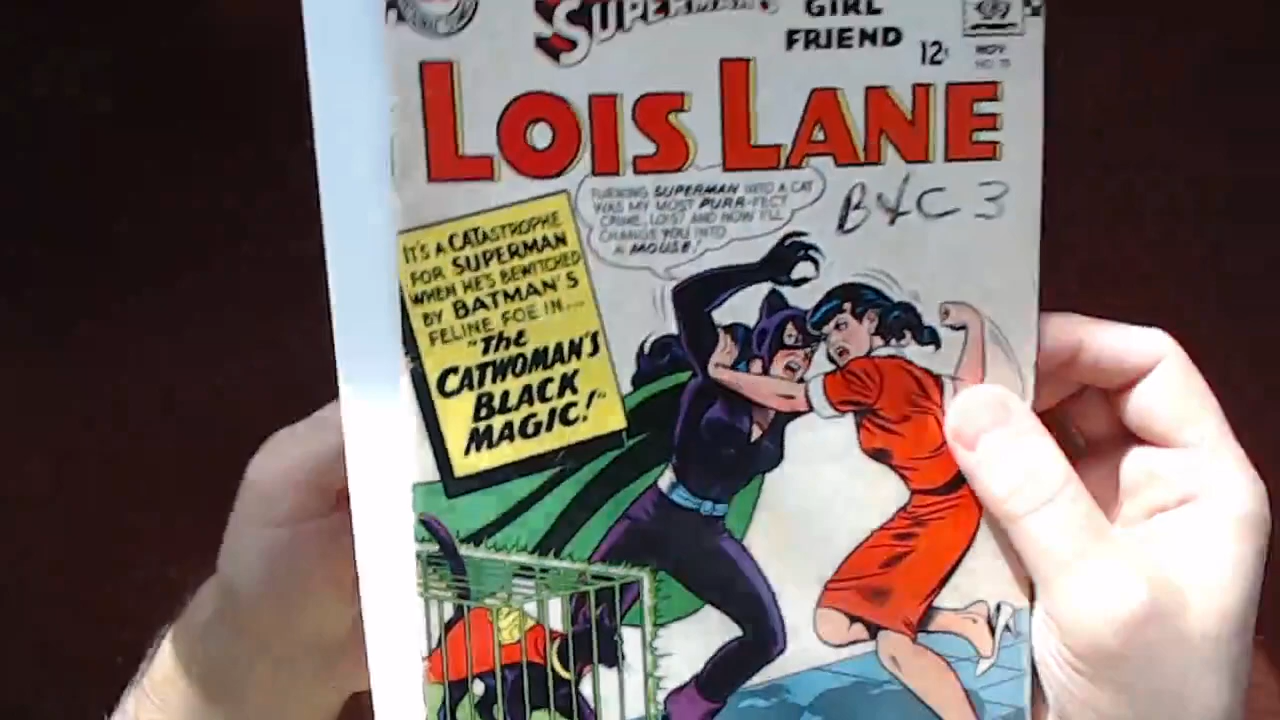 SUPERMAN'S
GIRL
FRIEND
12¢
NOV.
LOIS LANE
TURNING SUPERMAN INTO A CAT
WAS MY MOST PURR-FECT
CRIME, LOIS! AND NOW I'LL
CHANGE YOU INTO
A MOUSE!
B4C3
IT'S A CATASTROPHE
FOR SUPERMAN
WHEN HE'S BEWITCHED
BY BATMAN'S
FELINE FOE IN...
"The
CATWOMAN'S
BLACK
MAGIC!"